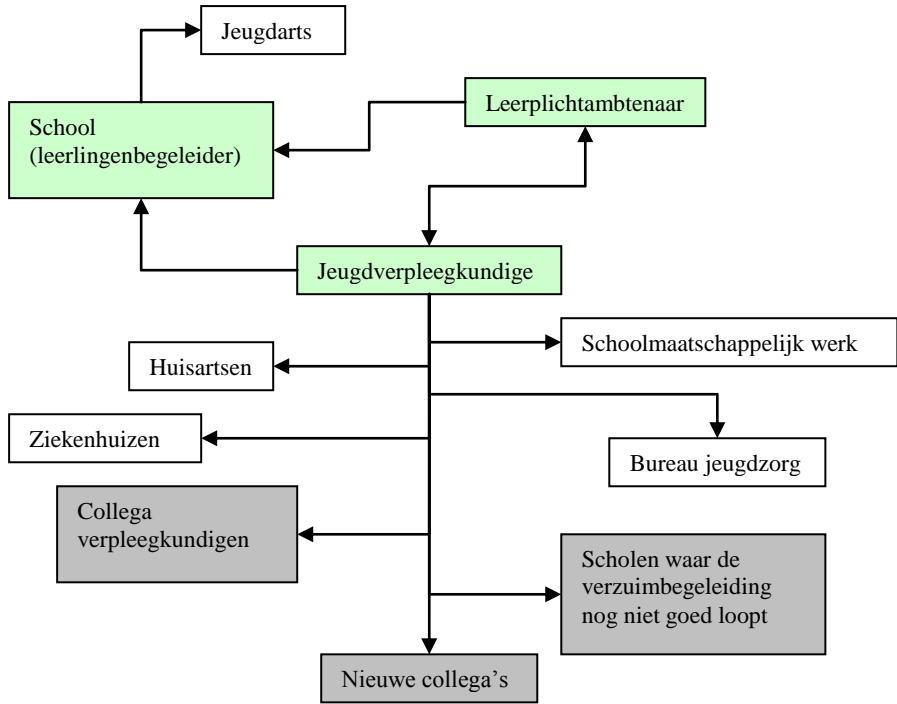 Jeugdarts
Leerplichtambtenaar
School
(leerlingenbegeleider)
Jeugdverpleegkundige
Schoolmaatschappelijk werk
Huisartsen
Ziekenhuizen
Bureau jeugdzorg
Collega
verpleegkundigen
Scholen waar de
verzuimbegeleiding
nog niet goed loopt
Nieuwe collega’s